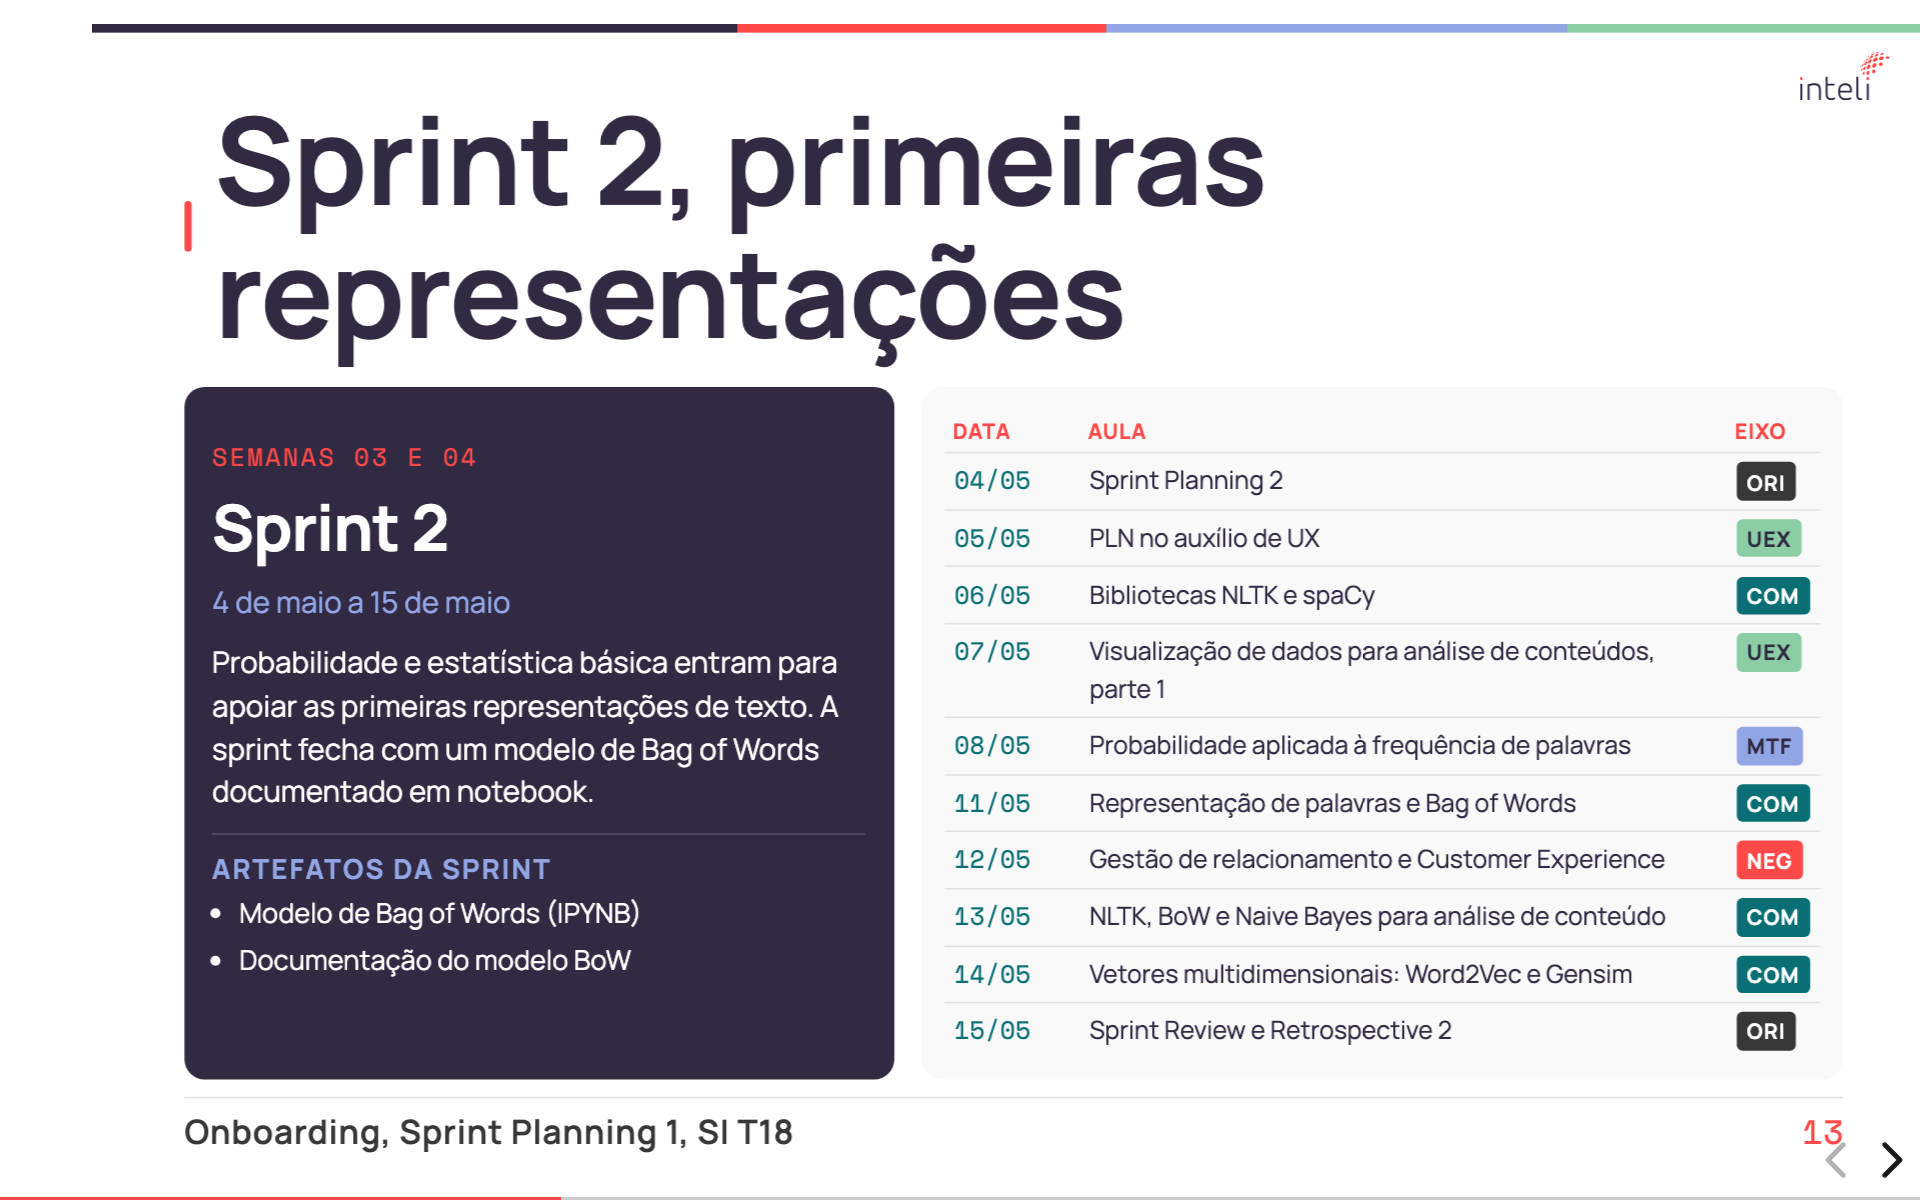 inteli
Sprint 2, primeiras
representações
SEMANAS 03 E 04
Sprint 2
4 de maio a 15 de maio
Probabilidade e estatística básica entram para
apoiar as primeiras representações de texto. A
sprint fecha com um modelo de Bag of Words
documentado em notebook.
ARTEFATOS DA SPRINT
• Modelo de Bag of Words (IPYNB)
• Documentação do modelo BoW
DATA AULA EIXO
04/05 Sprint Planning 2 ORI
05/05 PLN no auxílio de UX UEX
06/05 Bibliotecas NLTK e spaCy COM
07/05 Visualização de dados para análise de conteúdos, UEX
parte 1
08/05 Probabilidade aplicada à frequência de palavras MTF
11/05 Representação de palavras e Bag of Words COM
12/05 Gestão de relacionamento e Customer Experience NEG
13/05 NLTK, BoW e Naive Bayes para análise de conteúdo COM
14/05 Vetores multidimensionais: Word2Vec e Gensim COM
15/05 Sprint Review e Retrospective 2 ORI
Onboarding, Sprint Planning 1, SI T18
13